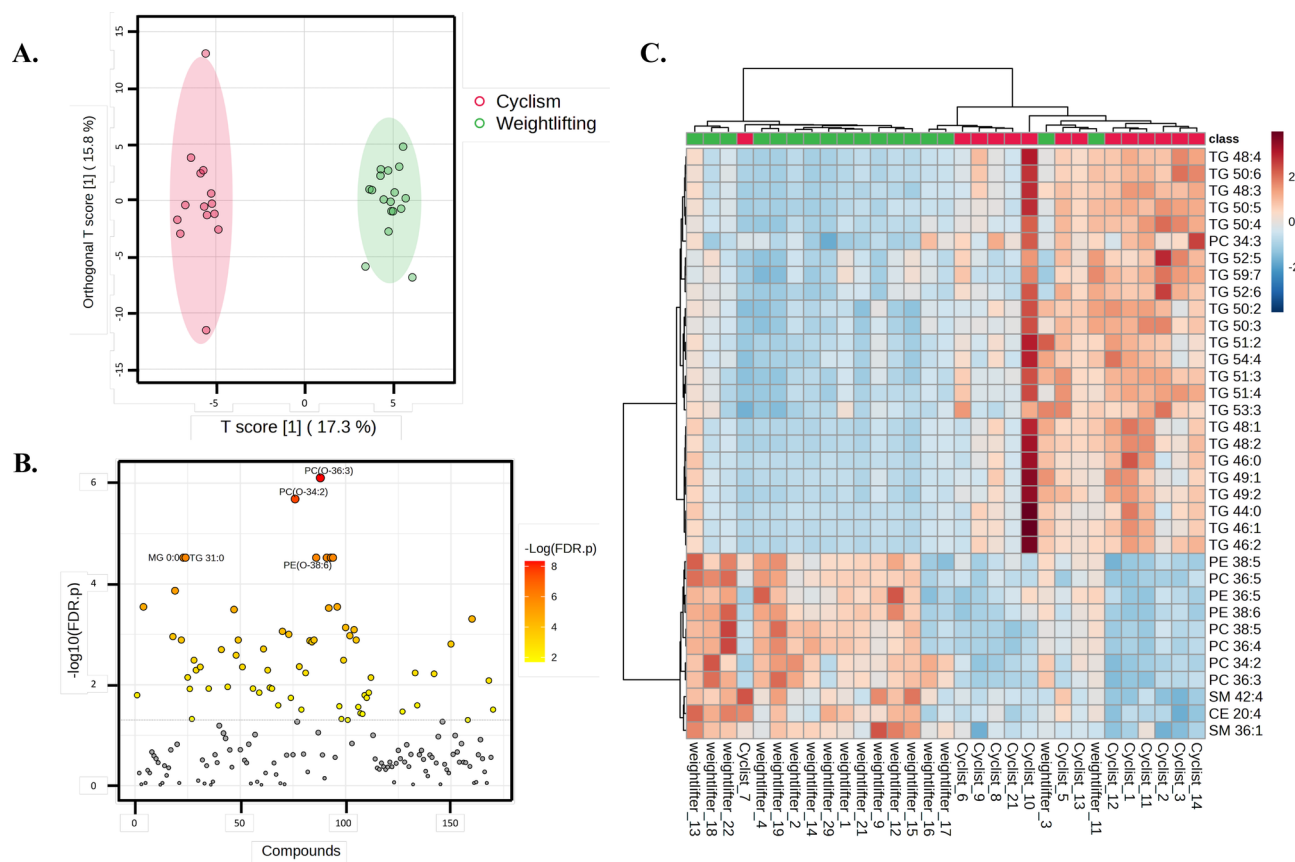 A.
Orthogonal T score [1] ( 15.8 %)
15
10
5
0
-5
-10
-15
-5
0
5
T score [1] ( 17.3 %)
Cyclism
Weightlifting
B.
-log10(FDR.p)
6
4
2
0
PC(O-36:3)
PC(O-34:2)
MG 0:0
TG 31:0
PE(O-38:6)
0
50
100
150
Compounds
-Log(FDR.p)
8
6
4
2
C.
class
TG 48:4
TG 50:6
TG 48:3
TG 50:5
TG 50:4
PC 34:3
TG 52:5
TG 59:7
TG 52:6
TG 50:2
TG 50:3
TG 51:2
TG 54:4
TG 51:3
TG 51:4
TG 53:3
TG 48:1
TG 48:2
TG 46:0
TG 49:1
TG 49:2
TG 44:0
TG 46:1
TG 46:2
PE 38:5
PC 36:5
PE 36:5
PE 38:6
PC 38:5
PC 36:4
PC 34:2
PC 36:3
SM 42:4
CE 20:4
SM 36:1
2
0
-2
weightlifter_13
weightlifter_18
weightlifter_22
Cyclist_7
weightlifter_4
weightlifter_19
weightlifter_2
weightlifter_14
weightlifter_29
weightlifter_1
weightlifter_21
weightlifter_9
weightlifter_12
weightlifter_15
weightlifter_16
weightlifter_17
Cyclist_6
Cyclist_9
Cyclist_8
Cyclist_21
Cyclist_10
weightlifter_3
Cyclist_5
Cyclist_13
weightlifter_11
Cyclist_12
Cyclist_1
Cyclist_11
Cyclist_2
Cyclist_3
Cyclist_14